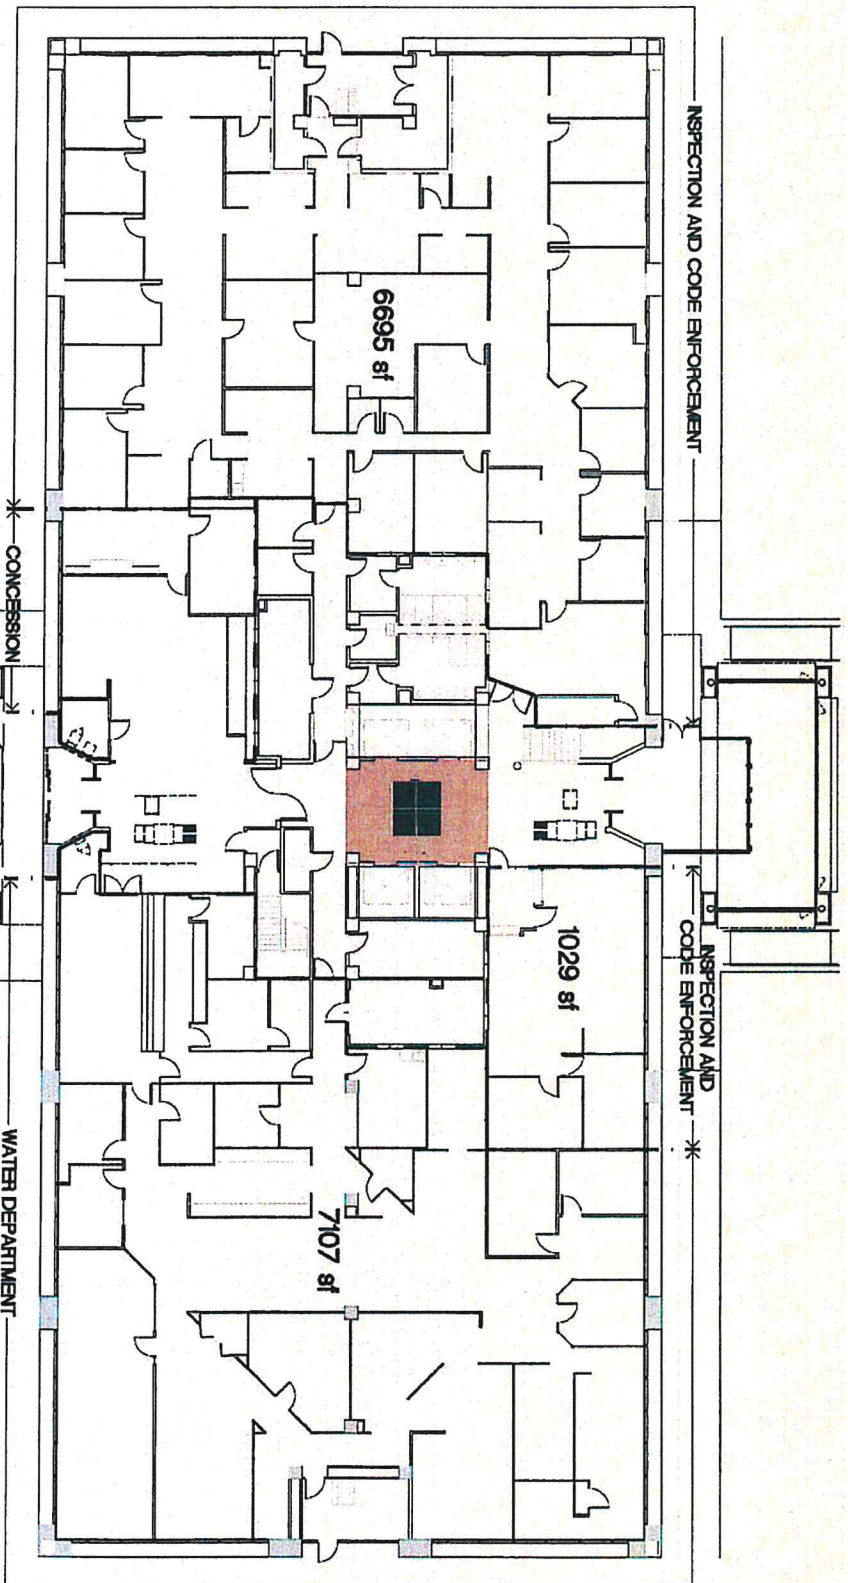 INSPECTION AND CODE ENFORCEMENT
INSPECTION AND
CODE ENFORCEMENT
6695 sf
1029 sf
7107 sf
CONCESSION
WATER DEPARTMENT